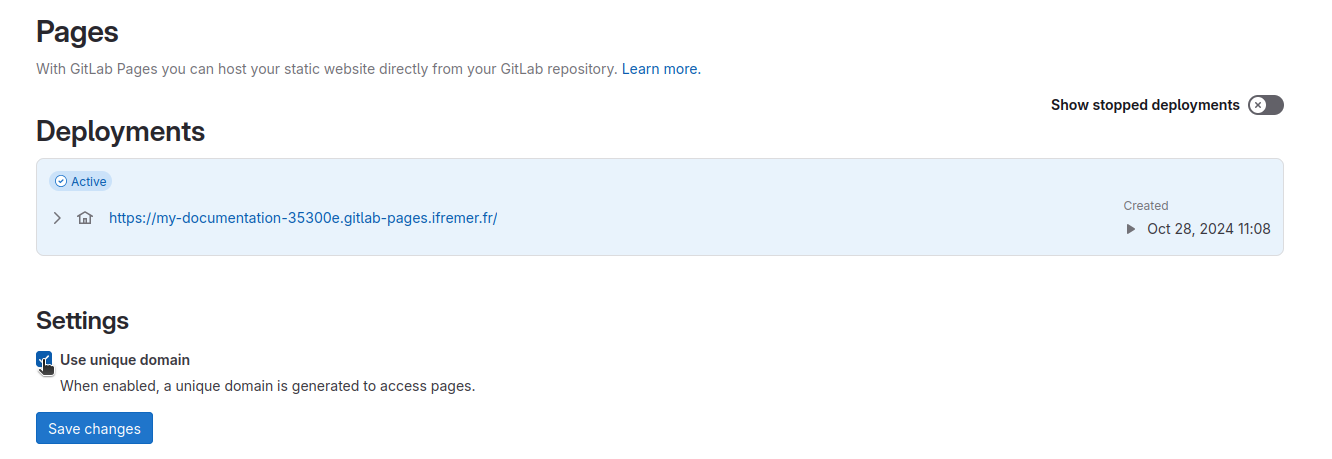 Pages
With GitLab Pages you can host your static website directly from your GitLab repository. Learn more.
Show stopped deployments
Deployments
Active
https://my-documentation-35300e.gitlab-pages.ifremer.fr/
Created
Oct 28, 2024 11:08
Settings
Use unique domain
When enabled, a unique domain is generated to access pages.
Save changes